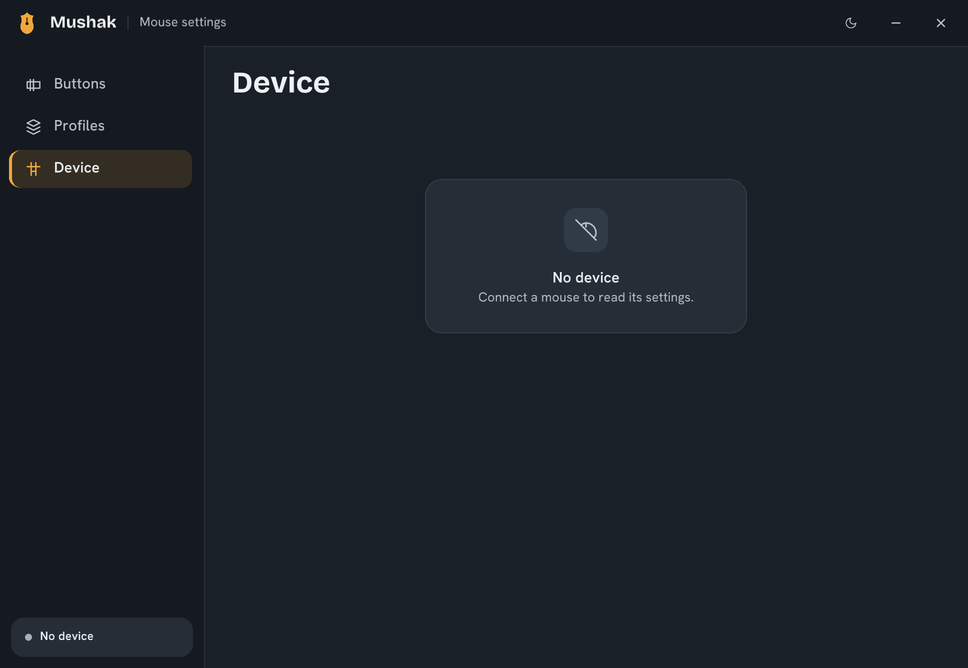 Mushak
Mouse settings
Buttons
Profiles
Device
Device
No device
Connect a mouse to read its settings.
No device